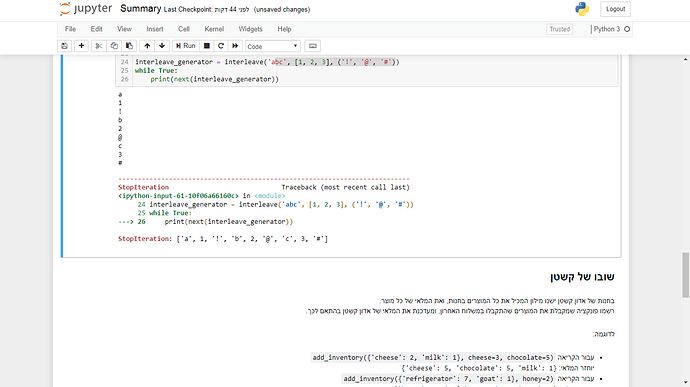 jupyter Summary Last Checkpoint: לפני 44 דקות (unsaved changes)
Logout
File Edit View Insert Cell Kernel Widgets Help
Trusted Python 3
Run Code
24 interleave_generator = interleave('abc', [1, 2, 3], ('!', '@', '#'))
25 while True:
26     print(next(interleave_generator))
a
1
!
b
2
@
c
3
#
---------------------------------------------------------------------------
StopIteration                             Traceback (most recent call last)
<ipython-input-61-10f06a66160c> in <module>
     24 interleave_generator = interleave('abc', [1, 2, 3], ('!', '@', '#'))
     25 while True:
---> 26     print(next(interleave_generator))
StopIteration: ['a', 1, '!', 'b', 2, '@', 'c', 3, '#']
שובו של קשטן
בחנות של אדון קשטן ישנו מילון המכיל את כל המוצרים בחנות, ואת המלאי של כל מוצר.
רשמו פונקציה שמקבלת את המוצרים שהתקבלו במשלוח האחרון, ומעדכנת את המלאי של אדון קשטן בהתאם לכך.
לדוגמה:
עבור הקריאה add_inventory({'cheese': 2, 'milk': 1}, cheese=3, chocolate=5)
יוחזר המלאי: {'cheese': 5, 'chocolate': 5, 'milk': 1}
עבור הקריאה add_inventory({'refrigerator': 7, 'goat': 1}, honey=2)